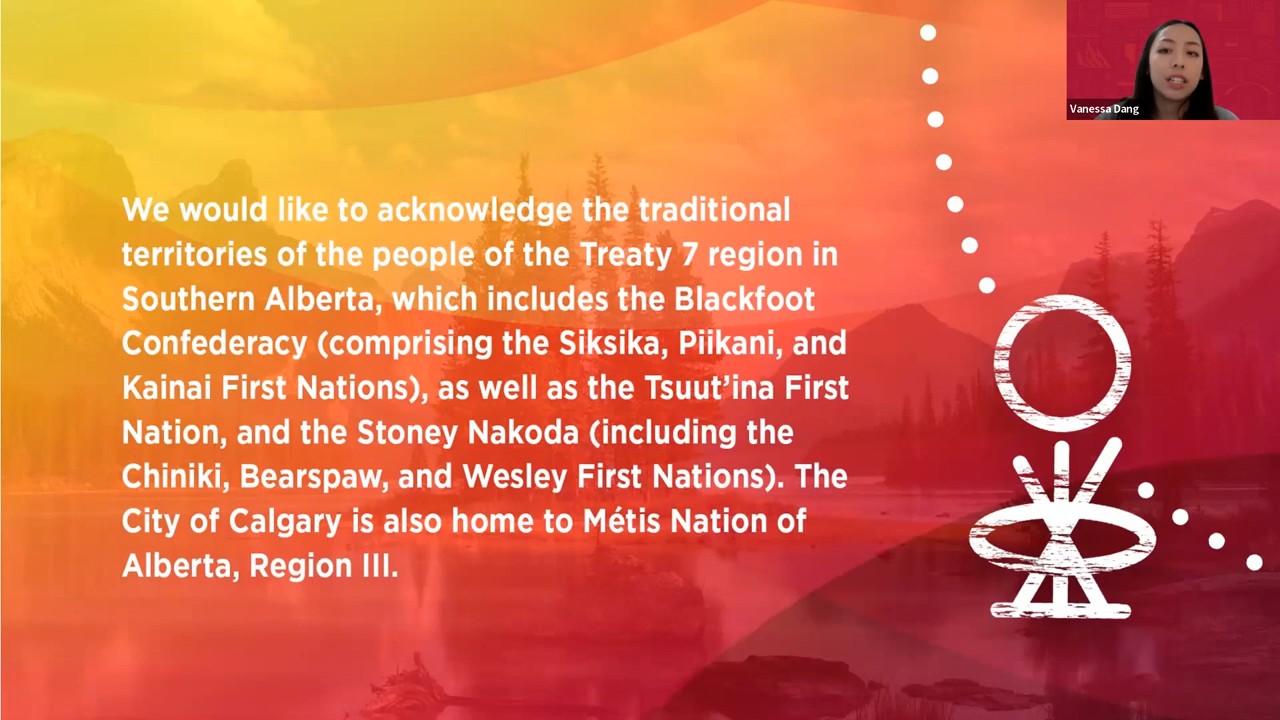 Vanessa Dang
We would like to acknowledge the traditional
territories of the people of the Treaty 7 region in
Southern Alberta, which includes the Blackfoot
Confederacy (comprising the Siksika, Piikani, and
Kainai First Nations), as well as the Tsuut’ina First
Nation, and the Stoney Nakoda (including the
Chiniki, Bearspaw, and Wesley First Nations). The
City of Calgary is also home to Métis Nation of
Alberta, Region III.